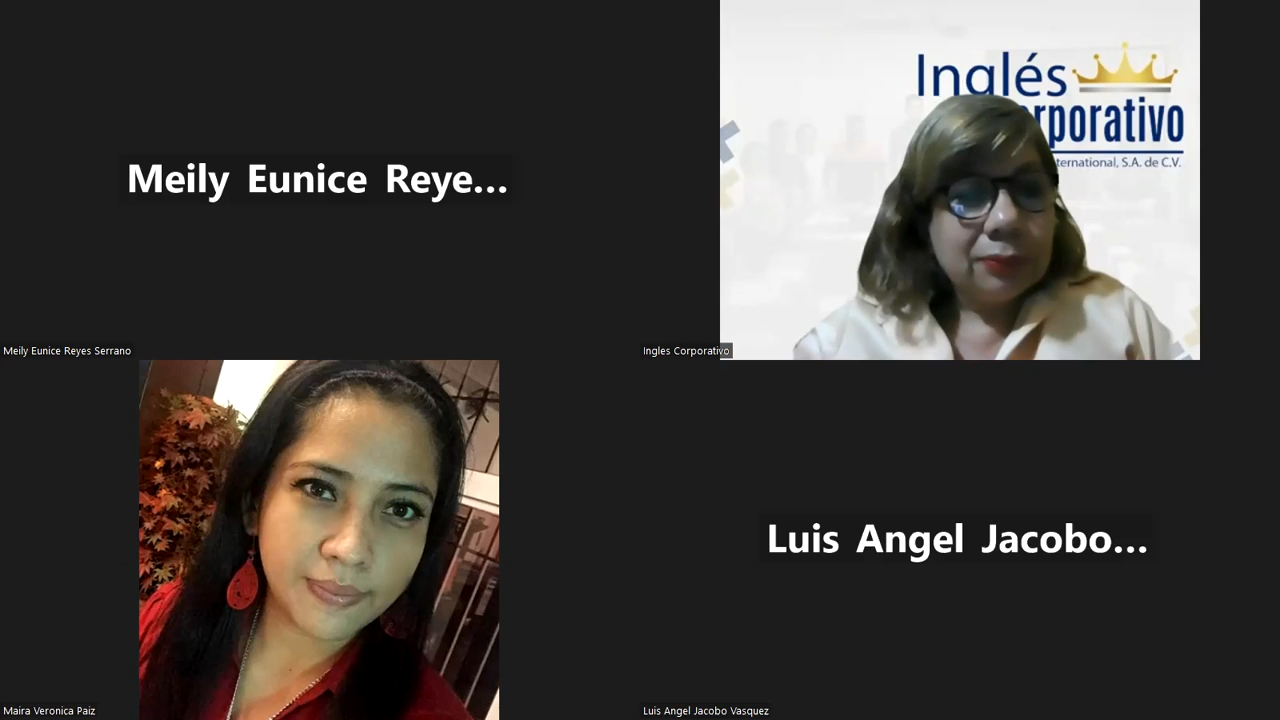 Meily Eunice Reye...
Meily Eunice Reyes Serrano
Inglés
rporativo
ternational, S.A. de C.V.
Ingles Corporativo
Maira Veronica Paiz
Luis Angel Jacobo...
Luis Angel Jacobo Vasquez